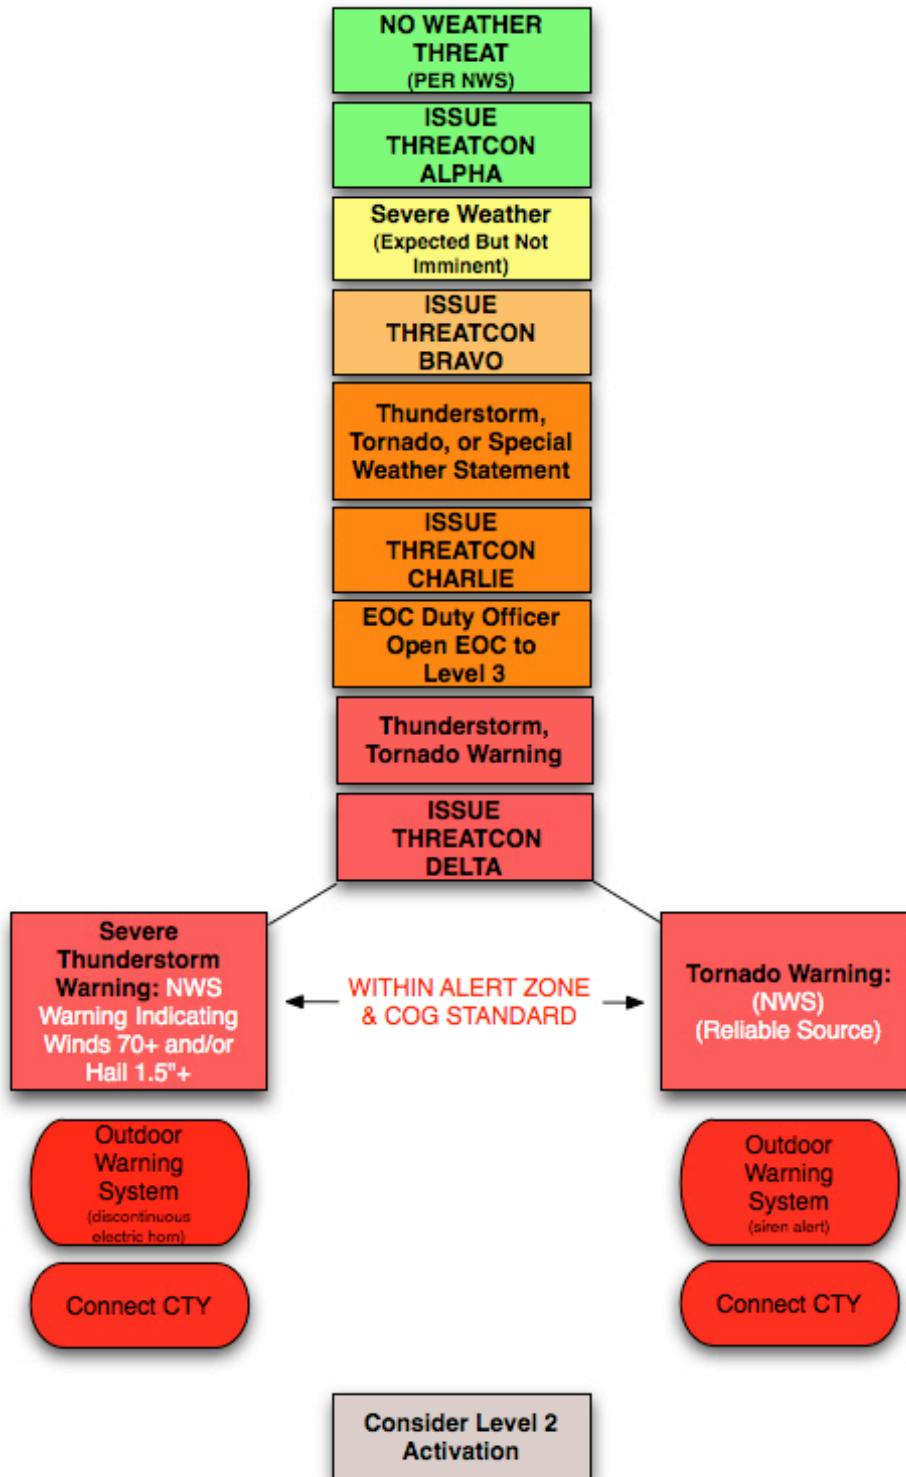 NO WEATHER
THREAT
(PER NWS)
ISSUE
THREATCON
ALPHA
Severe Weather
(Expected But Not
Imminent)
ISSUE
THREATCON
BRAVO
Thunderstorm,
Tornado, or Special
Weather Statement
ISSUE
THREATCON
CHARLIE
EOC Duty Officer
Open EOC to
Level 3
Thunderstorm,
Tornado Warning
ISSUE
THREATCON
DELTA
Severe
Thunderstorm
Warning: NWS
Warning Indicating
Winds 70+ and/or
Hail 1.5"+
WITHIN ALERT ZONE
& COG STANDARD
Tornado Warning:
(NWS)
(Reliable Source)
Outdoor
Warning
System
(discontinuous
electric horn)
Connect CTY
Outdoor
Warning
System
(siren alert)
Connect CTY
Consider Level 2
Activation